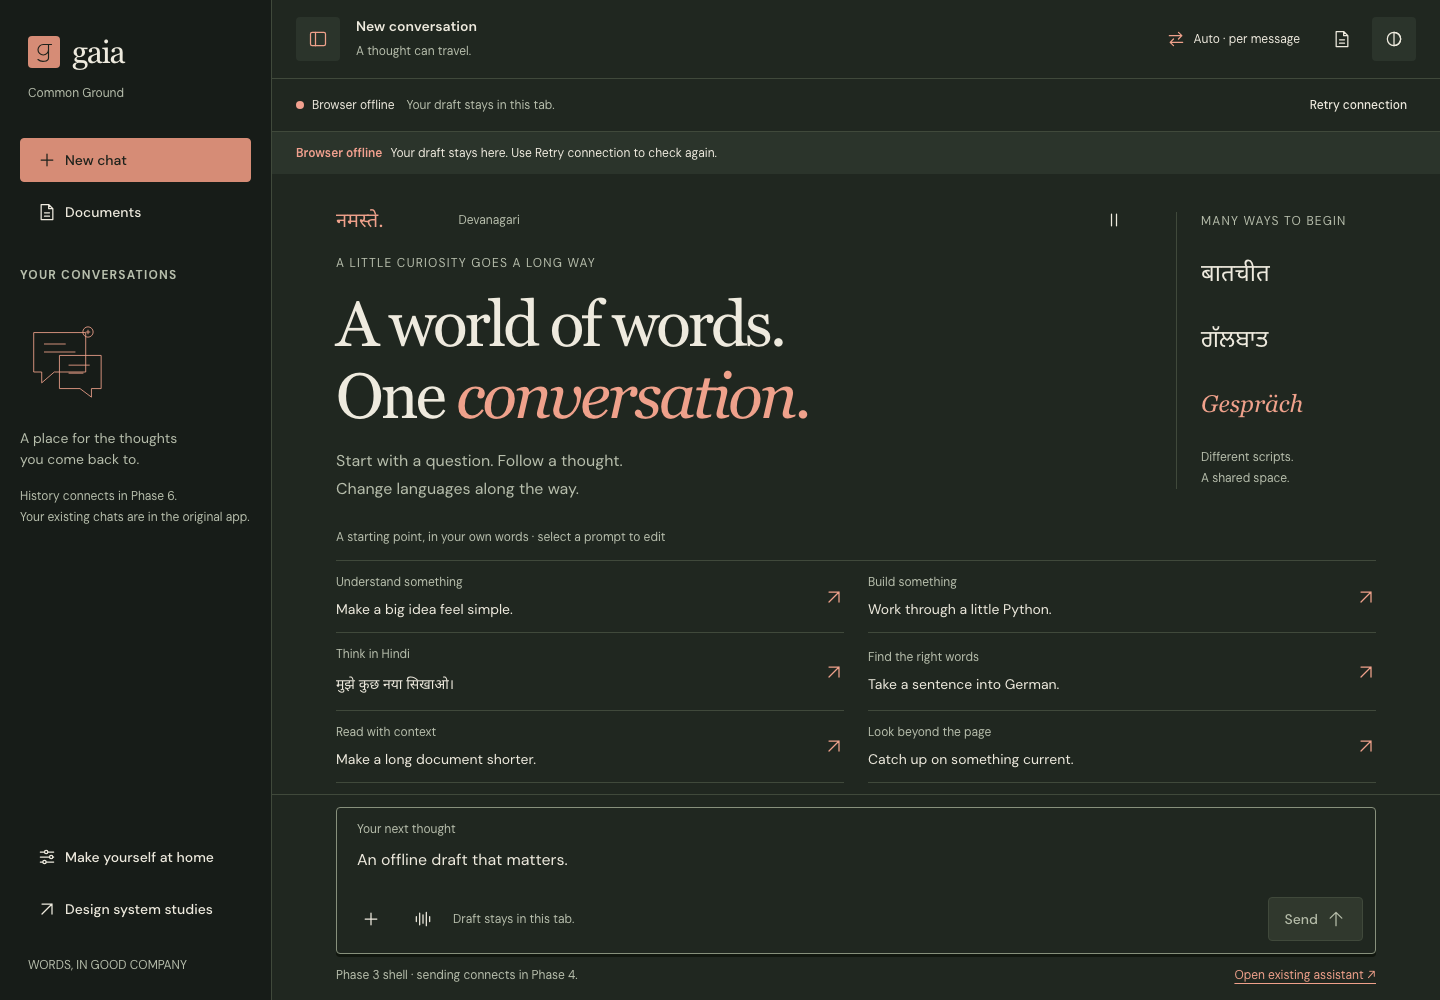 g gaia
Common Ground
New chat
Documents
YOUR CONVERSATIONS
A place for the thoughts
you come back to.
History connects in Phase 6.
Your existing chats are in the original app.
Make yourself at home
Design system studies
WORDS, IN GOOD COMPANY
New conversation
A thought can travel.
Auto · per message
Browser offline Your draft stays in this tab.
Retry connection
Browser offline Your draft stays here. Use Retry connection to check again.
नमस्ते.
Devanagari
A LITTLE CURIOSITY GOES A LONG WAY
A world of words.
One conversation.
Start with a question. Follow a thought.
Change languages along the way.
MANY WAYS TO BEGIN
बातचीत
ਗੱਲਬਾਤ
Gespräch
Different scripts.
A shared space.
A starting point, in your own words · select a prompt to edit
Understand something
Make a big idea feel simple.
Build something
Work through a little Python.
Think in Hindi
मुझे कुछ नया सिखाओ।
Find the right words
Take a sentence into German.
Read with context
Make a long document shorter.
Look beyond the page
Catch up on something current.
Your next thought
An offline draft that matters.
Draft stays in this tab.
Send
Phase 3 shell · sending connects in Phase 4.
Open existing assistant ↗